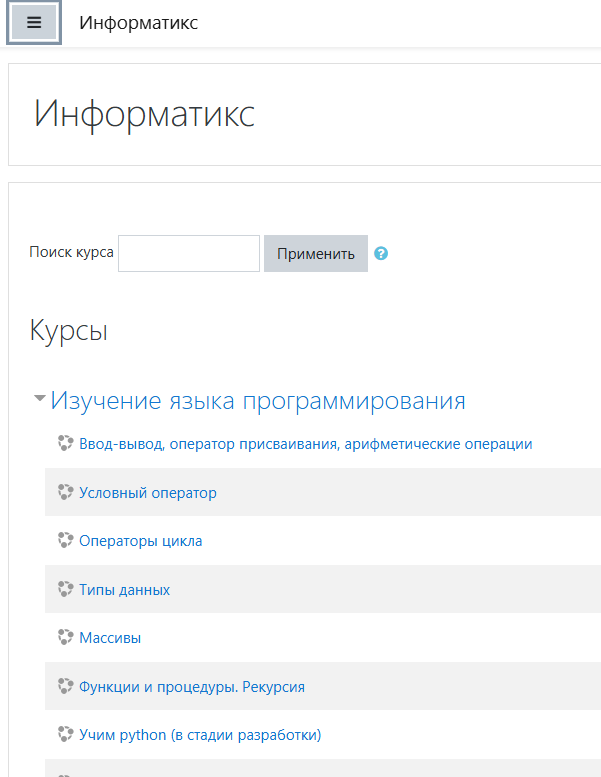 Информатикс
Информатикс
Поиск курса Применить ?
Курсы
Изучение языка программирования
Ввод-вывод, оператор присваивания, арифметические операции
Условный оператор
Операторы цикла
Типы данных
Массивы
Функции и процедуры. Рекурсия
Учим python (в стадии разработки)